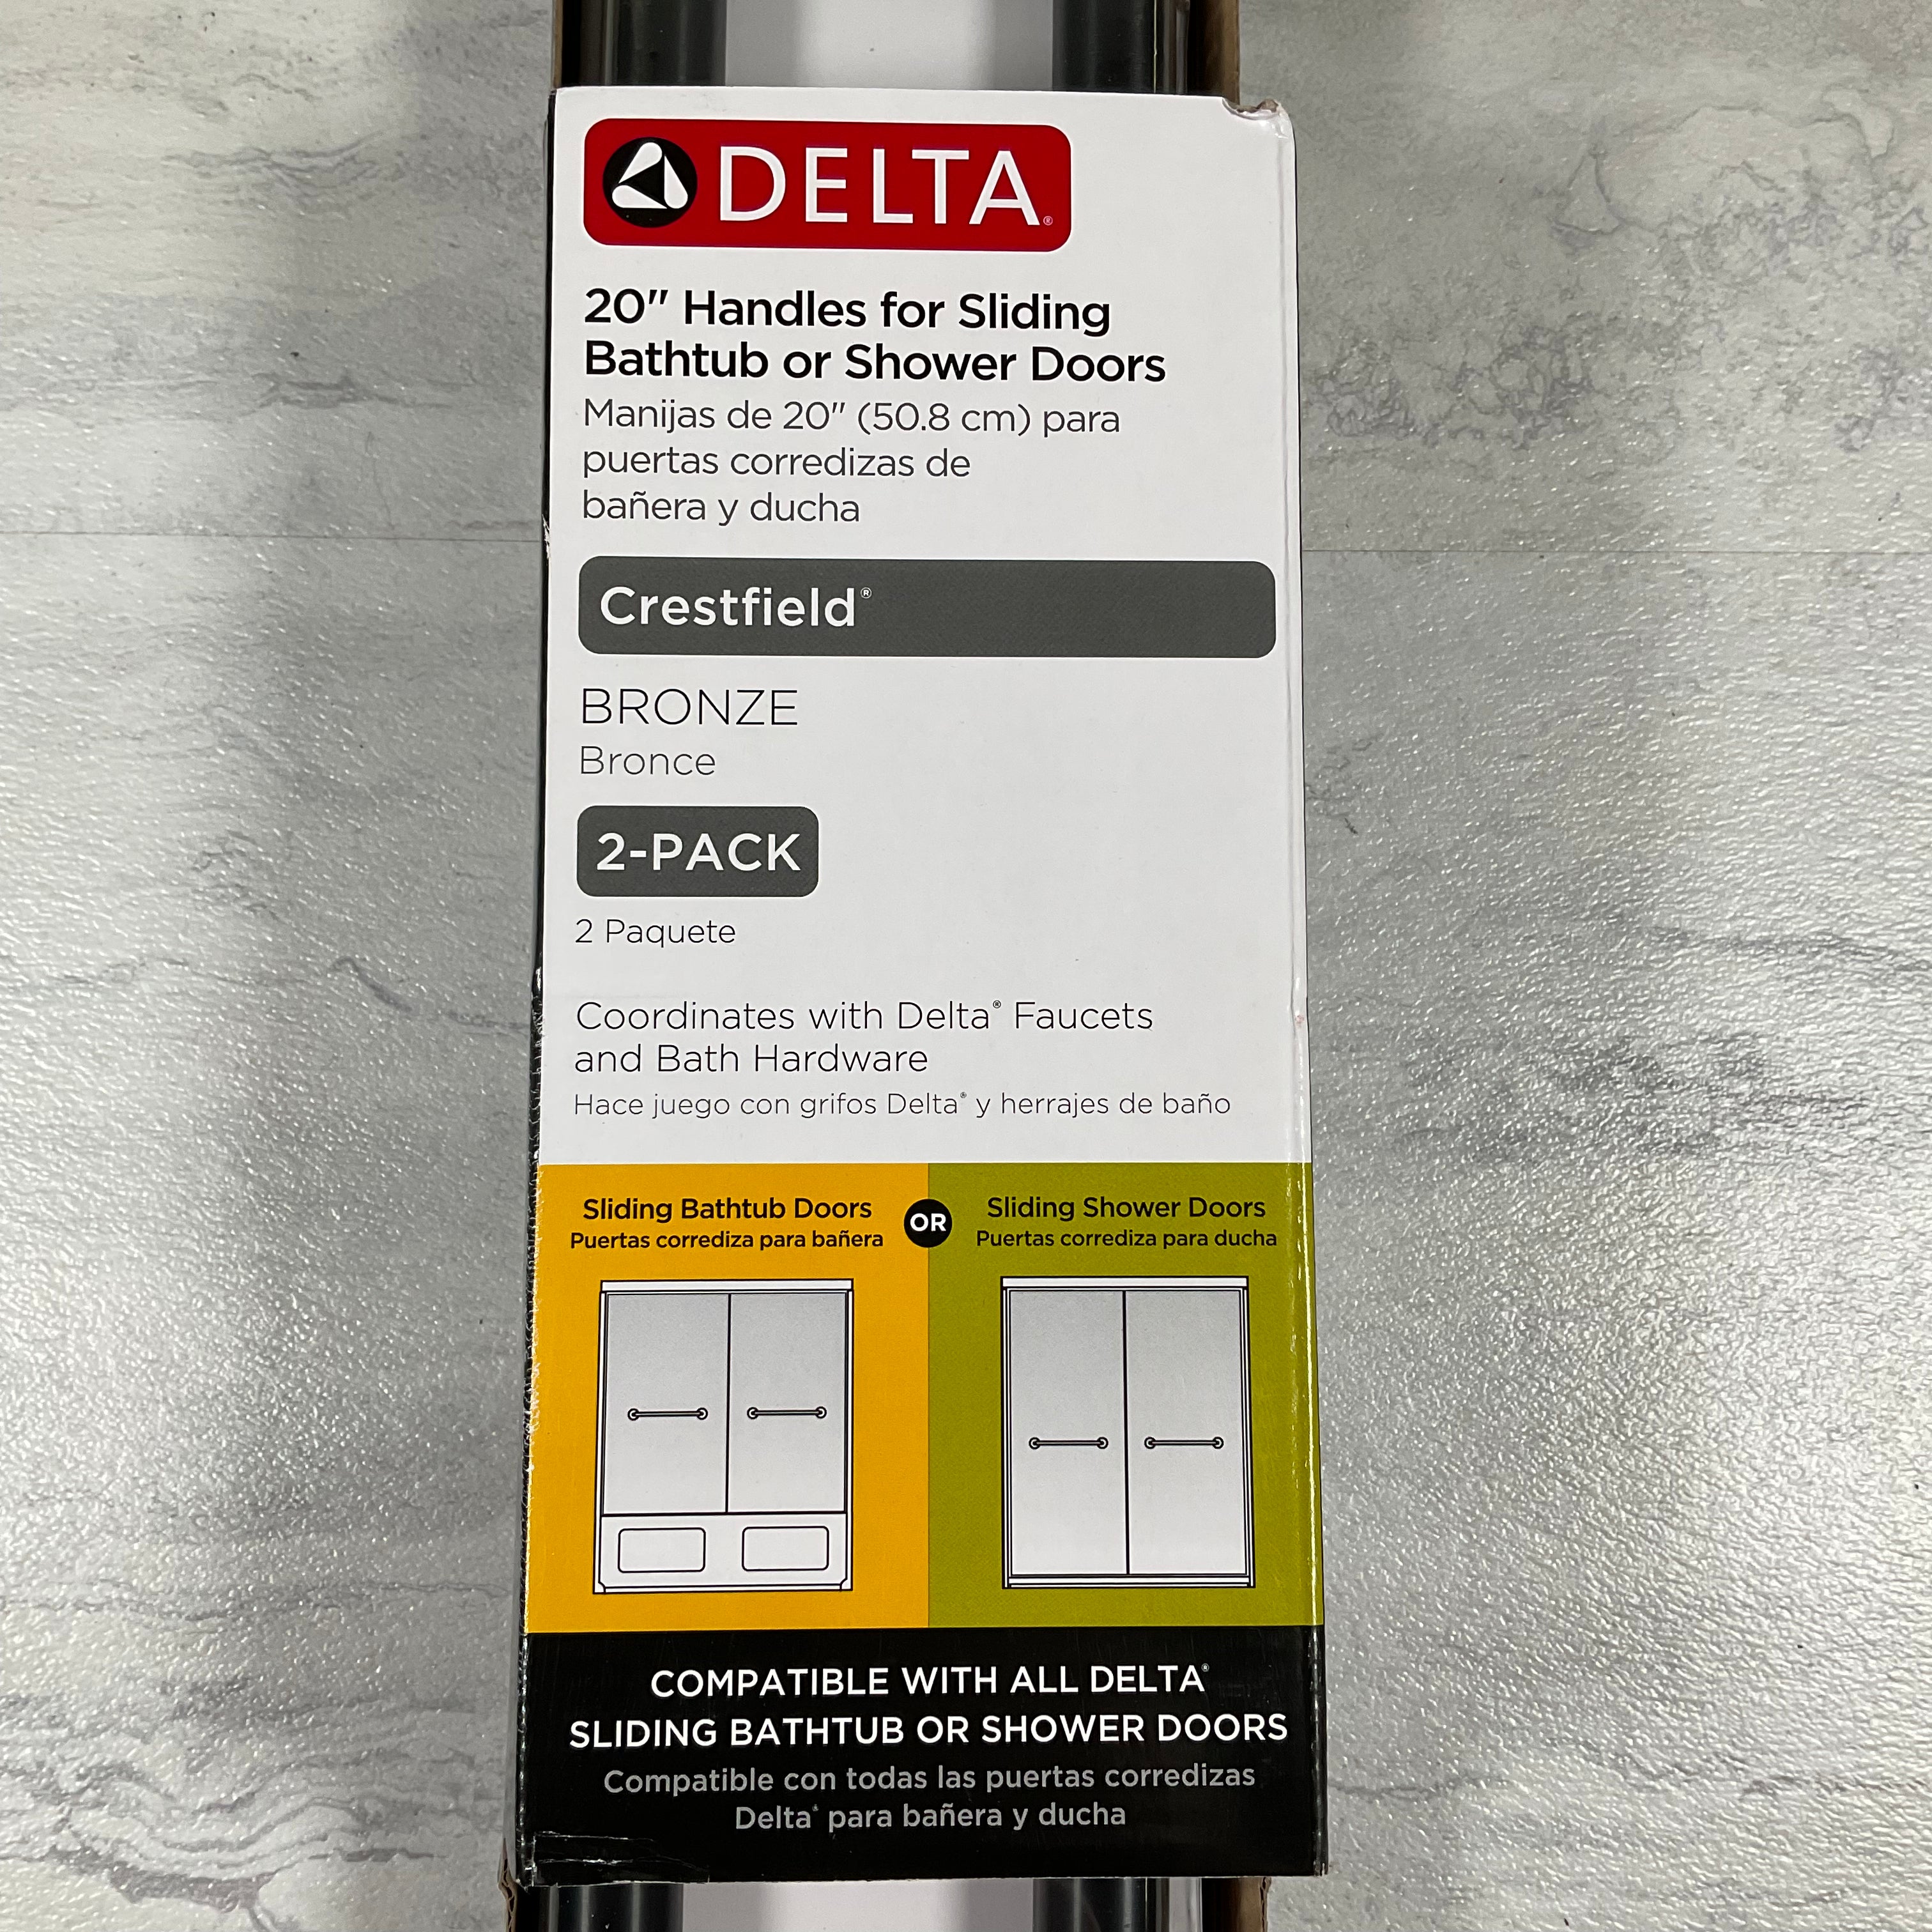 DELTA®
20" Handles for Sliding
Bathtub or Shower Doors
Manijas de 20" (50.8 cm) para
puertas corredizas de
bañera y ducha
Crestfield®
BRONZE
Bronce
2-PACK
2 Paquete
Coordinates with Delta® Faucets
and Bath Hardware
Hace juego con grifos Delta® y herrajes de baño
Sliding Bathtub Doors
Puertas corrediza para bañera
OR
Sliding Shower Doors
Puertas corrediza para ducha
COMPATIBLE WITH ALL DELTA®
SLIDING BATHTUB OR SHOWER DOORS
Compatible con todas las puertas corredizas
Delta® para bañera y ducha